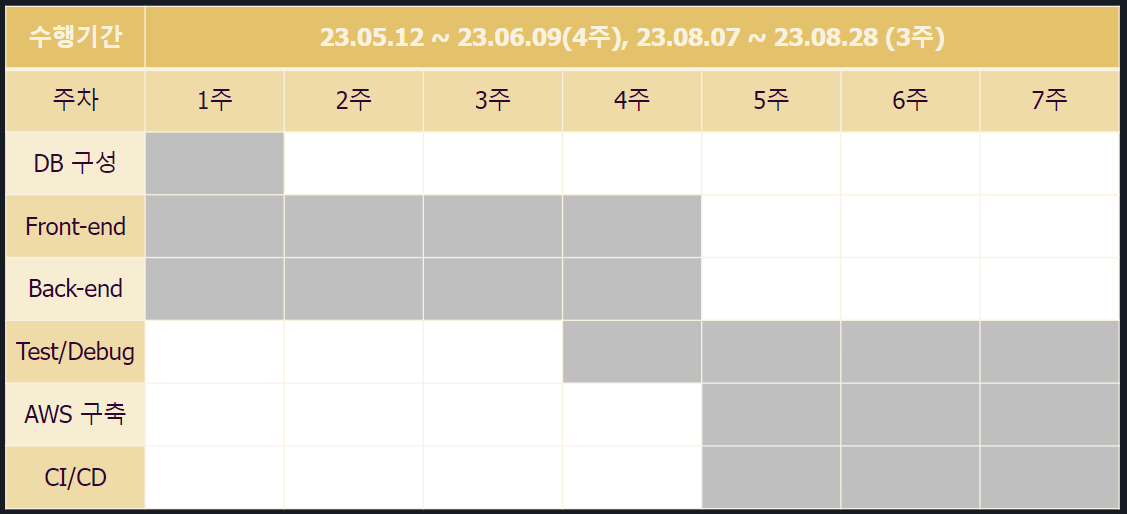 수행기간 23.05.12 ~ 23.06.09(4주), 23.08.07 ~ 23.08.28 (3주)
주차 1주 2주 3주 4주 5주 6주 7주
DB 구성
Front-end
Back-end
Test/Debug
AWS 구축
CI/CD